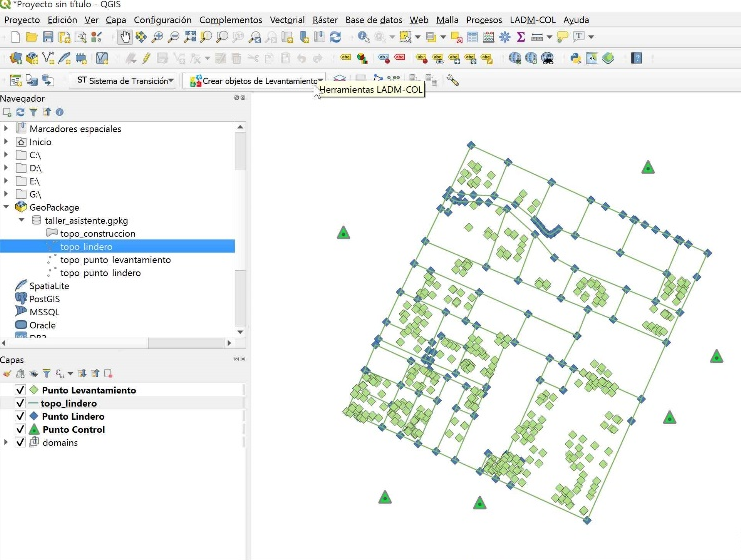 *Proyecto sin título - QGIS
Proyecto Edición Ver Capa Configuración Complementos Vectorial Ráster Base de datos Web Malla Procesos LADM-COL Ayuda
ST Sistema de Transición Crear objetos de Levantamiento
Herramientas LADM-COL
Navegador
Marcadores espaciales
Inicio
C:\
D:\
E:\
G:\
GeoPackage
taller_asistente.gpkg
topo_construccion
topo_lindero
topo_punto_levantamiento
topo_punto_lindero
SpatiaLite
PostGIS
MSSQL
Oracle
DB2
Capas
Punto Levantamiento
topo_lindero
Punto Lindero
Punto Control
domains